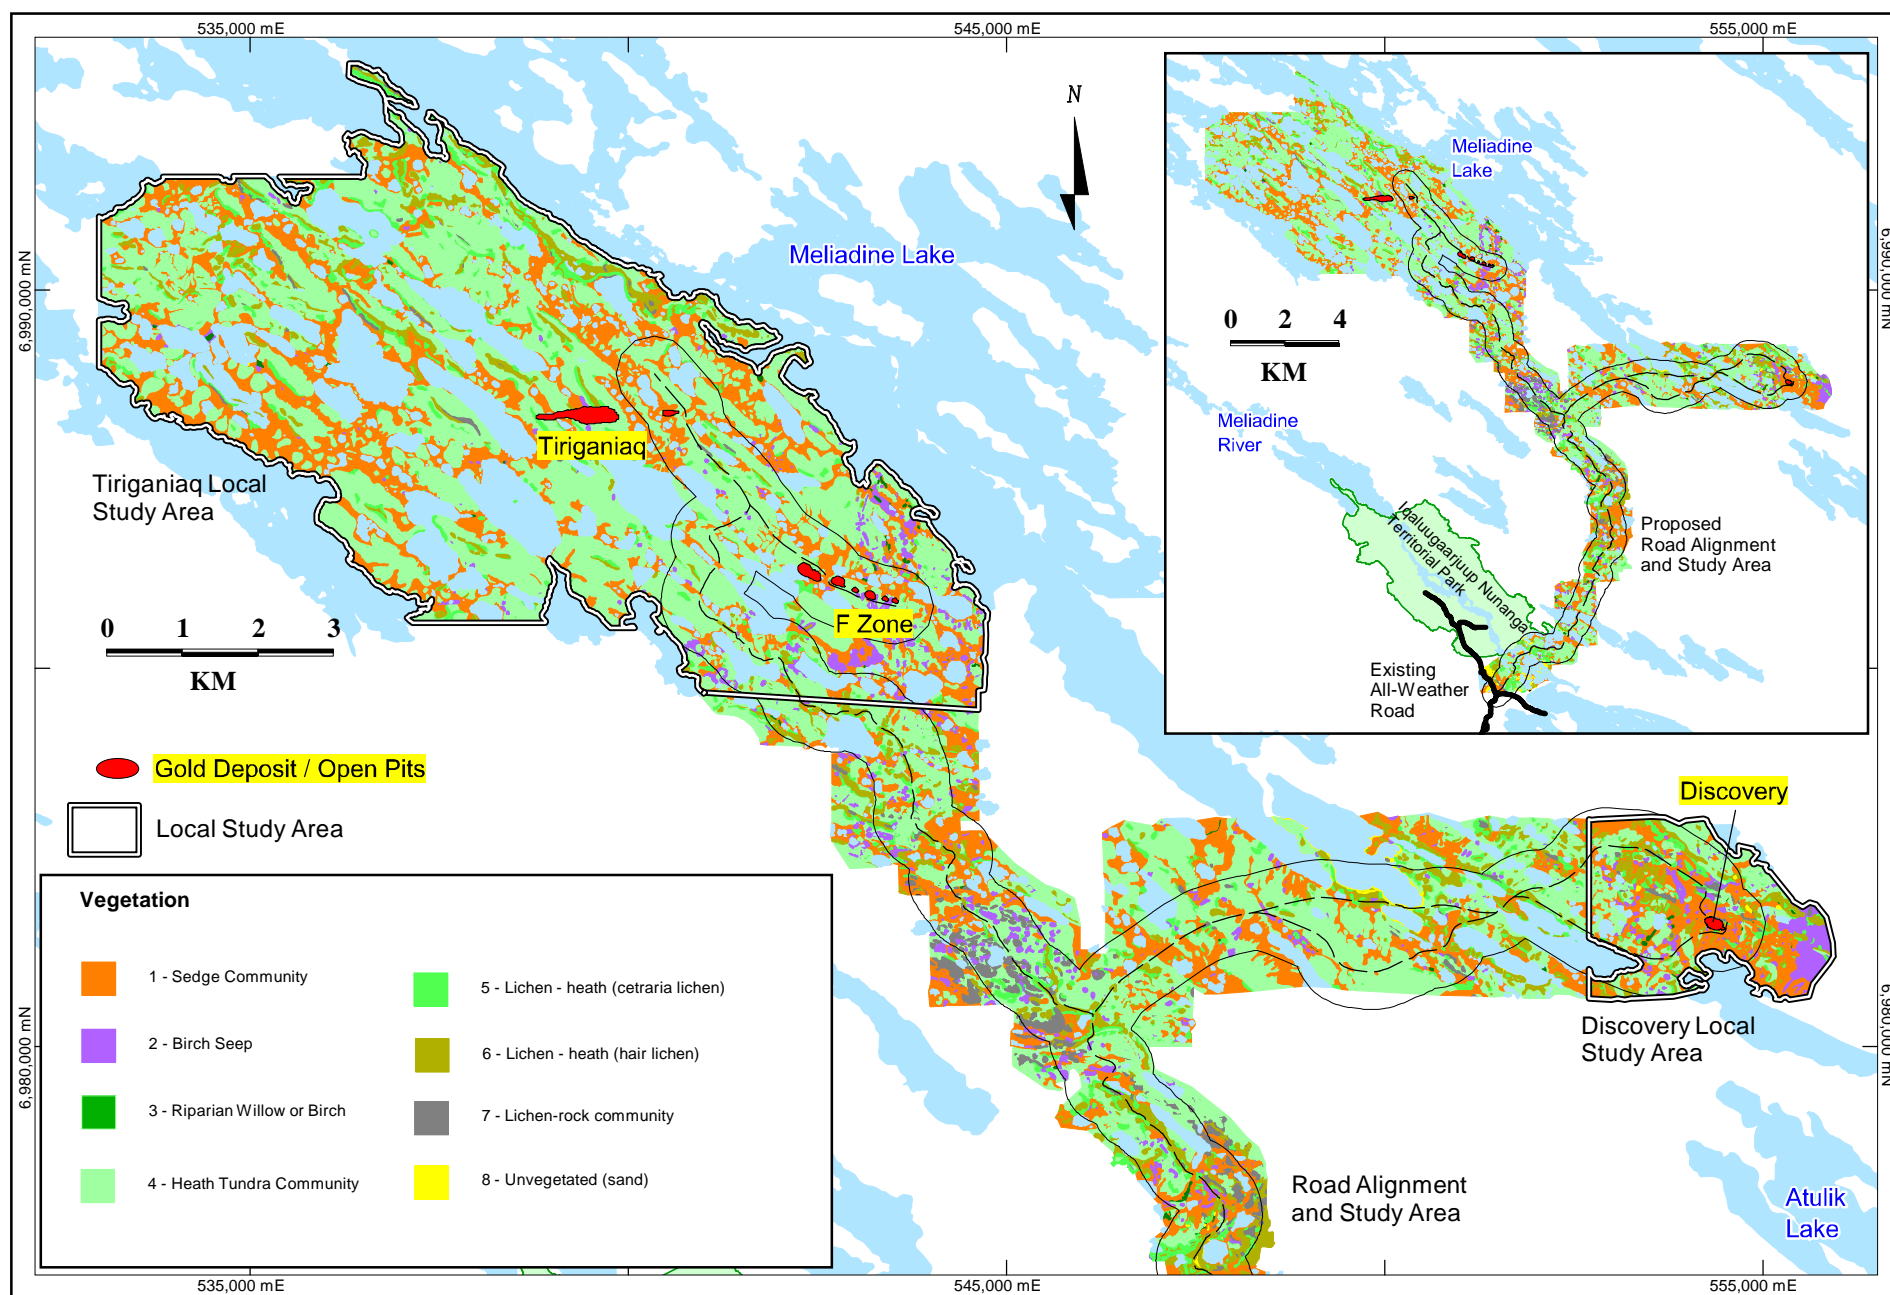 535,000 mE
545,000 mE
555,000 mE
6,990,000 mN
6,990,000 mN
6,980,000 mN
6,980,000 mN
N
Meliadine Lake
Tiriganiaq
F Zone
Tiriganiaq Local
Study Area
0 1 2 3
KM
Gold Deposit / Open Pits
Local Study Area
Meliadine
Lake
0 2 4
KM
Meliadine
River
Iqalugaarjuup Nunanga
Territorial Park
Proposed
Road Alignment
and Study Area
Existing
All-Weather
Road
Discovery
Discovery Local
Study Area
Road Alignment
and Study Area
Atulik
Lake
Vegetation
1 - Sedge Community
2 - Birch Seep
3 - Riparian Willow or Birch
4 - Heath Tundra Community
5 - Lichen - heath (cetraria lichen)
6 - Lichen - heath (hair lichen)
7 - Lichen-rock community
8 - Unvegetated (sand)
535,000 mE
545,000 mE
555,000 mE